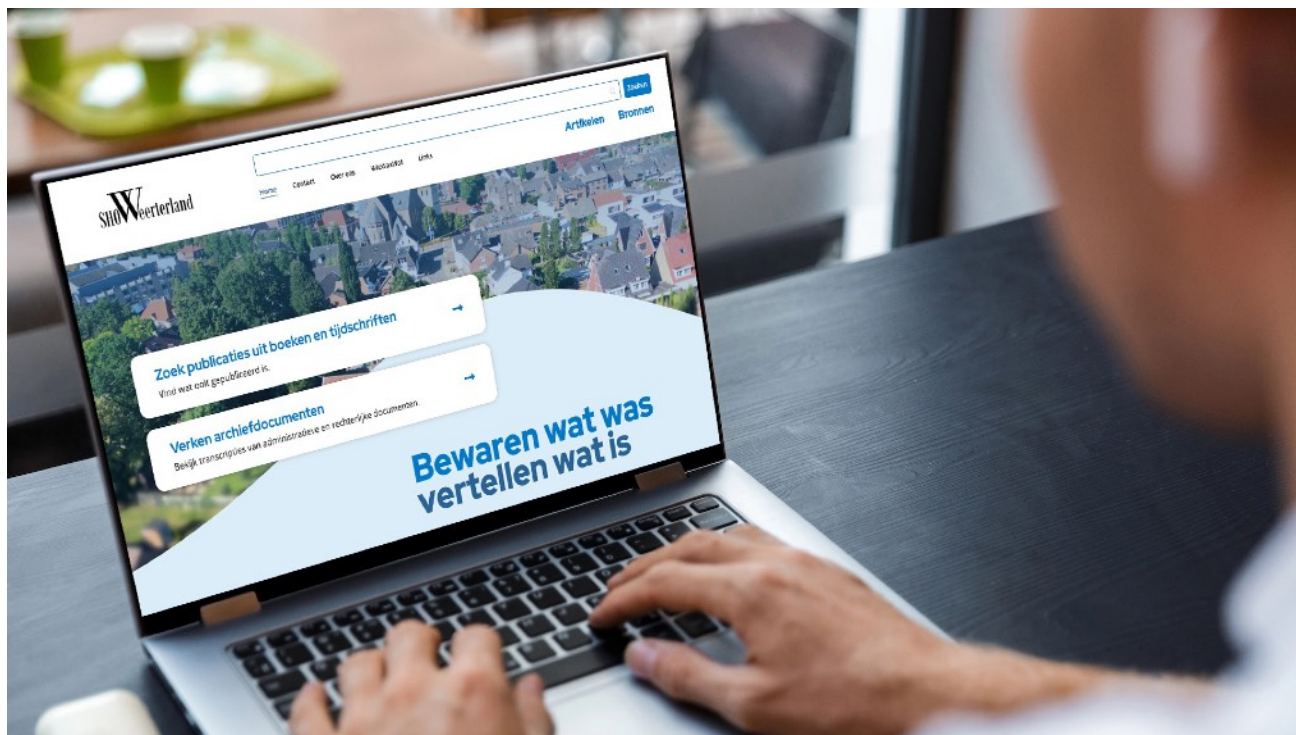 Zoeken
Artikelen Bronnen
SHOWeerterland
Home Contact Over ons Links
Zoek publicaties uit boeken en tijdschriften
Vind wat ooit gepubliceerd is.
Verken archiefdocumenten
Bekijk transcripties van administratieve en rechterlijke documenten.
Bewaren wat was
vertellen wat is